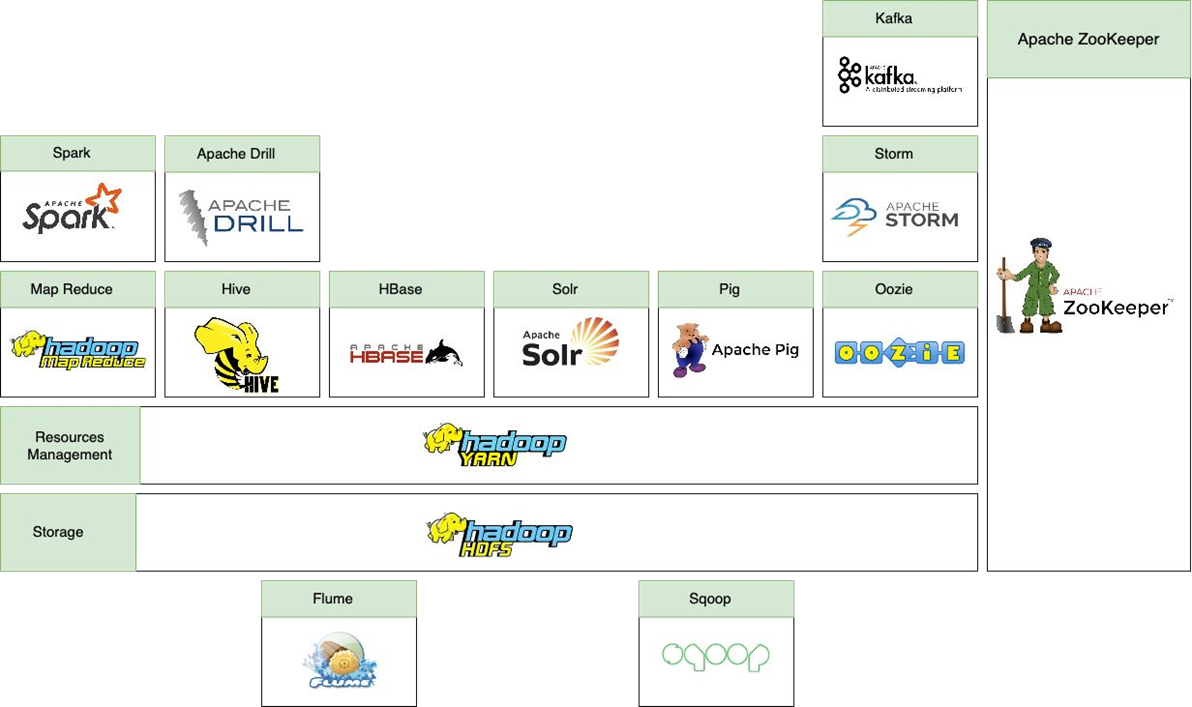 Kafka
APACHE
kafka
A distributed streaming platform
Apache ZooKeeper
Spark
APACHE
Spark
Apache Drill
APACHE
DRILL
Storm
APACHE
STORM
APACHE
ZooKeeper
TM
Map Reduce
hadoop
Map Reduce
Hive
HIVE
HBase
APACHE
HBASE
Solr
Apache
Solr
Pig
Apache Pig
Oozie
OOZiE
Resources
Management
hadoop
YARN
Storage
hadoop
HDFS
Flume
FLUME
Sqoop
sqoop